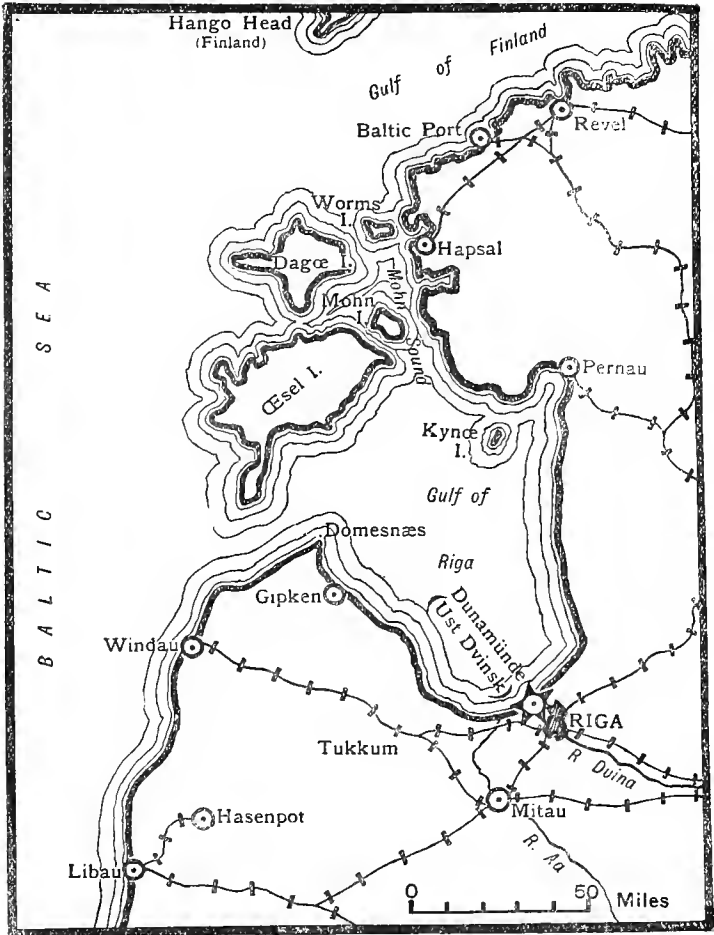 Hango Head
(Finland)
Gulf of Finland
Baltic Port
Revel
Worms
I.
Hapsal
Dagœ I.
Mohn
I.
Mohn Sound
Œsel I.
Pernau
Kynœ
I.
BALTIC SEA
Gulf of
Riga
Domesnæs
Gipken
Dunamünde
(Ust Dvinsk)
Windau
RIGA
Tukkum
R. Duina
Hasenpot
Mitau
R. Aa
Libau
0 50 Miles